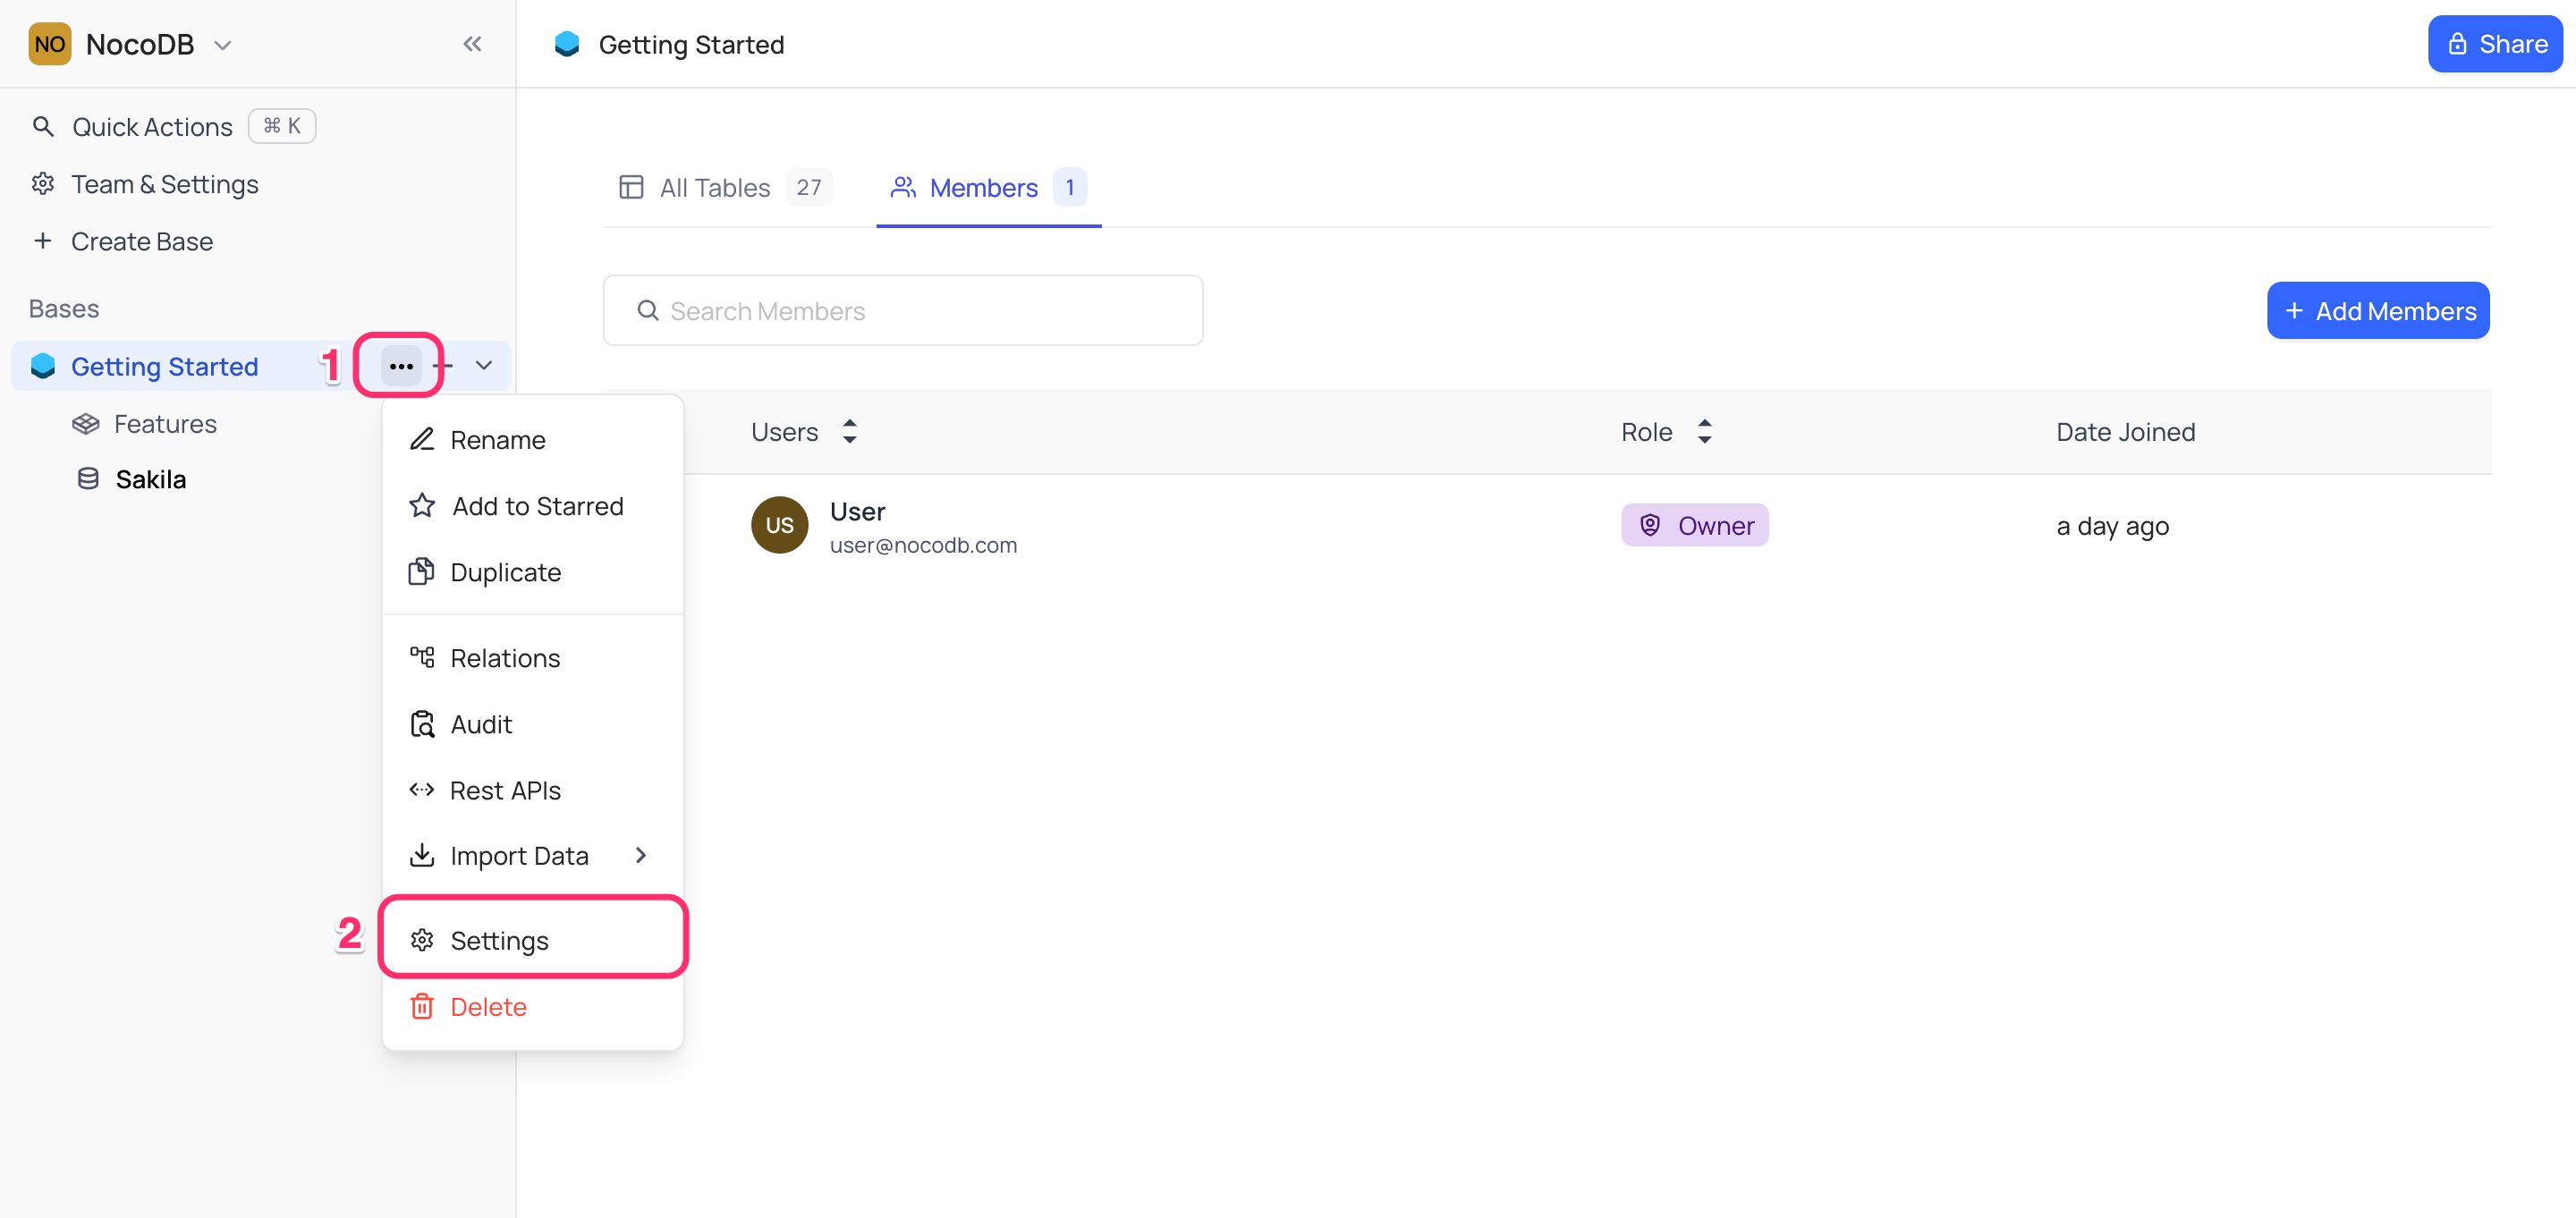 NO NocoDB
Getting Started
Share
Quick Actions ⌘ K
Team & Settings
Create Base
Bases
Getting Started
Features
Sakila
1
Rename
Add to Starred
Duplicate
Relations
Audit
Rest APIs
Import Data
2
Settings
Delete
All Tables 27
Members 1
Search Members
+ Add Members
Users Role Date Joined
US User Owner a day ago
user@nocodb.com